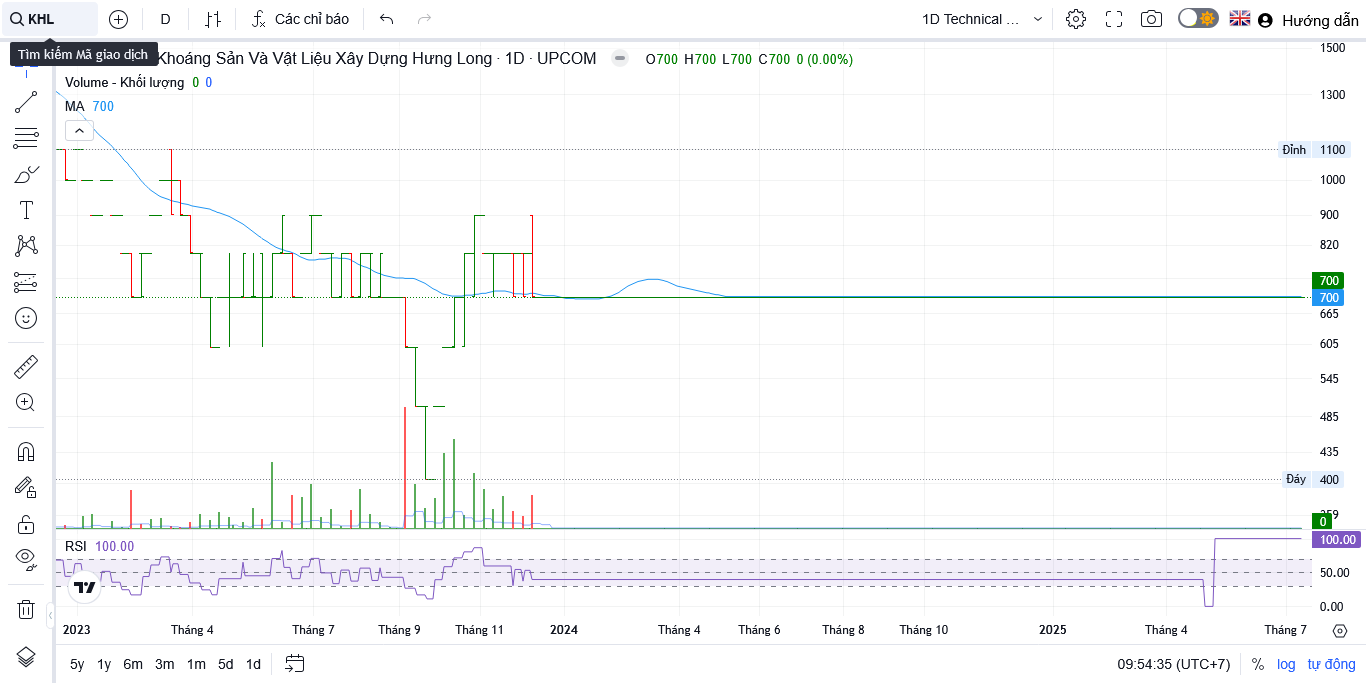 KHL
D
Các chỉ báo
1D Technical ...
Hướng dẫn
Tìm kiếm Mã giao dịch
Khoáng Sản Và Vật Liệu Xây Dựng Hưng Long · 1D · UPCOM
O700 H700 L700 C700 0 (0.00%)
Volume - Khối lượng 0 0
MA 700
1500
1300
Đỉnh 1100
1000
900
820
700
700
665
605
545
485
435
Đáy 400
0
RSI 100.00
100.00
50.00
0.00
2023 Tháng 4 Tháng 7 Tháng 9 Tháng 11 2024 Tháng 4 Tháng 6 Tháng 8 Tháng 10 2025 Tháng 4 Tháng 7
5y 1y 6m 3m 1m 5d 1d
09:54:35 (UTC+7) % log tự động